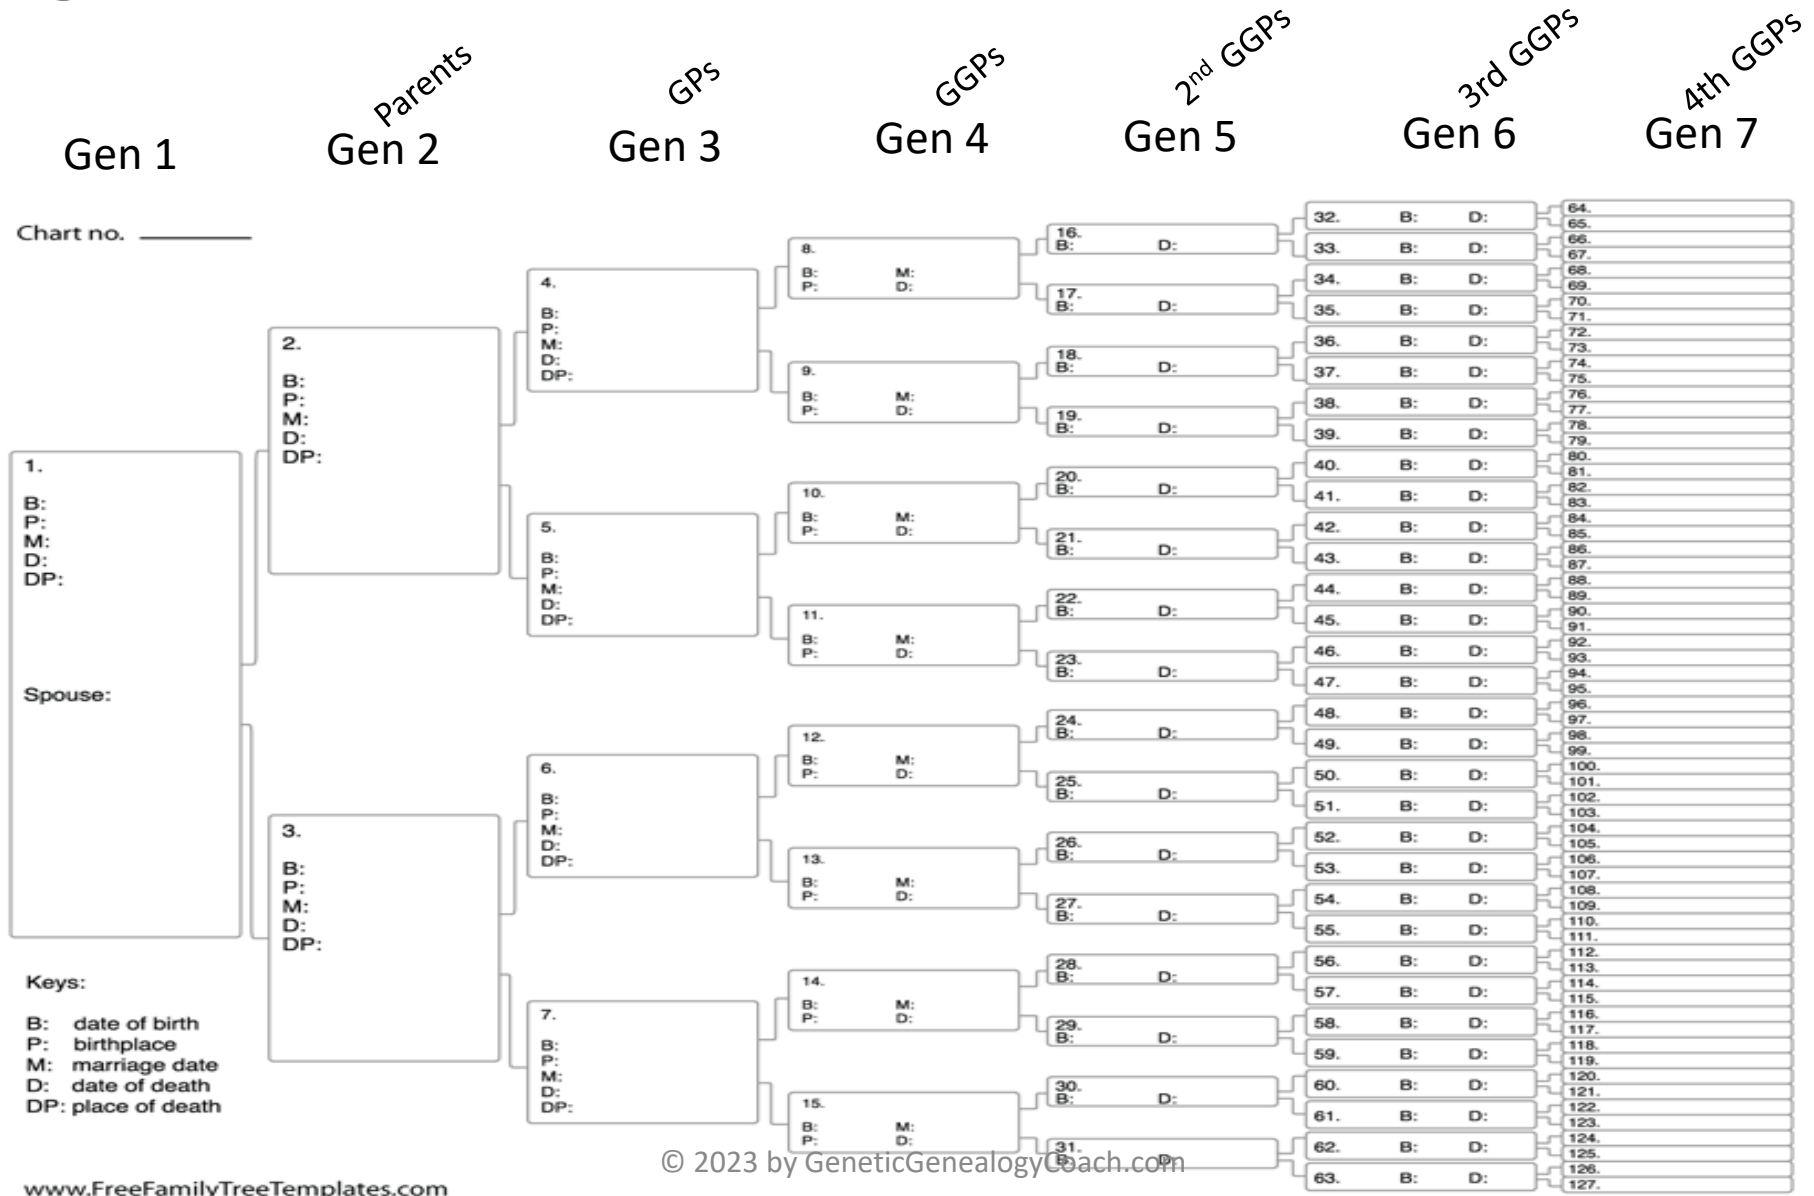 Parents
GPs
GGPs
2nd GGPs
3rd GGPs
4th GGPs
Gen 1
Gen 2
Gen 3
Gen 4
Gen 5
Gen 6
Gen 7
Chart no.
1.
B:
P:
M:
D:
DP:
Spouse:
2.
B:
P:
M:
D:
DP:
3.
B:
P:
M:
D:
DP:
4.
B:
P:
M:
D:
DP:
5.
B:
P:
M:
D:
DP:
6.
B:
P:
M:
D:
DP:
7.
B:
P:
M:
D:
DP:
8.
B: M:
P: D:
9.
B: M:
P: D:
10.
B: M:
P: D:
11.
B: M:
P: D:
12.
B: M:
P: D:
13.
B: M:
P: D:
14.
B: M:
P: D:
15.
B: M:
P: D:
16.
B: D:
17.
B: D:
18.
B: D:
19.
B: D:
20.
B: D:
21.
B: D:
22.
B: D:
23.
B: D:
24.
B: D:
25.
B: D:
26.
B: D:
27.
B: D:
28.
B: D:
29.
B: D:
30.
B: D:
31.
B: D:
32. B: D:
33. B: D:
34. B: D:
35. B: D:
36. B: D:
37. B: D:
38. B: D:
39. B: D:
40. B: D:
41. B: D:
42. B: D:
43. B: D:
44. B: D:
45. B: D:
46. B: D:
47. B: D:
48. B: D:
49. B: D:
50. B: D:
51. B: D:
52. B: D:
53. B: D:
54. B: D:
55. B: D:
56. B: D:
57. B: D:
58. B: D:
59. B: D:
60. B: D:
61. B: D:
62. B: D:
63. B: D:
64.
65.
66.
67.
68.
69.
70.
71.
72.
73.
74.
75.
76.
77.
78.
79.
80.
81.
82.
83.
84.
85.
86.
87.
88.
89.
90.
91.
92.
93.
94.
95.
96.
97.
98.
99.
100.
101.
102.
103.
104.
105.
106.
107.
108.
109.
110.
111.
112.
113.
114.
115.
116.
117.
118.
119.
120.
121.
122.
123.
124.
125.
126.
127.
Keys:
B: date of birth
P: birthplace
M: marriage date
D: date of death
DP: place of death
© 2023 by GeneticGenealogyCoach.com
www.FreeFamilyTreeTemplates.com